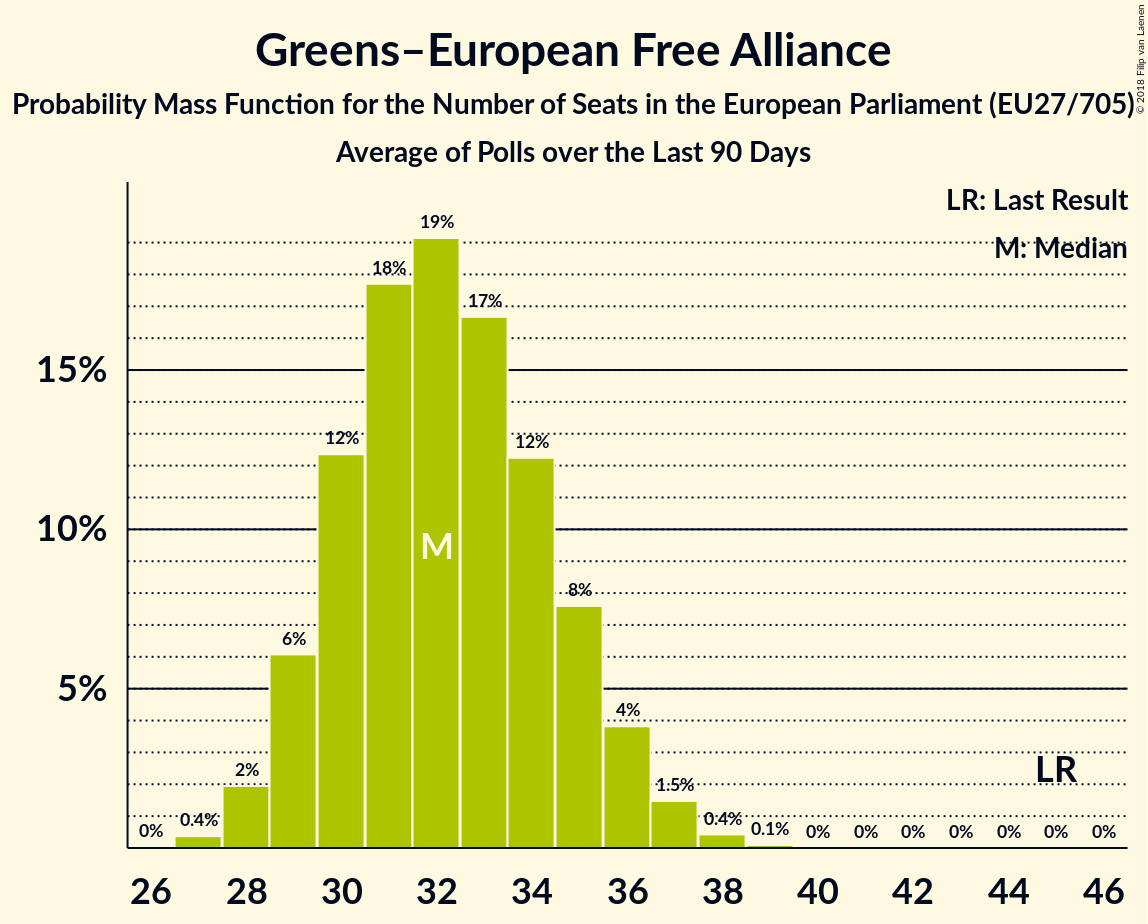 Greens–European Free Alliance
Probability Mass Function for the Number of Seats in the European Parliament (EU27/705)
Average of Polls over the Last 90 Days
© 2018 Filip van Laenen
LR: Last Result
M: Median
15%
10%
5%
0%
0.4%
2%
6%
12%
18%
19%
17%
12%
8%
4%
1.5%
0.4%
0.1%
0%
0%
0%
0%
0%
0%
0%
M
LR
26 28 30 32 34 36 38 40 42 44 46